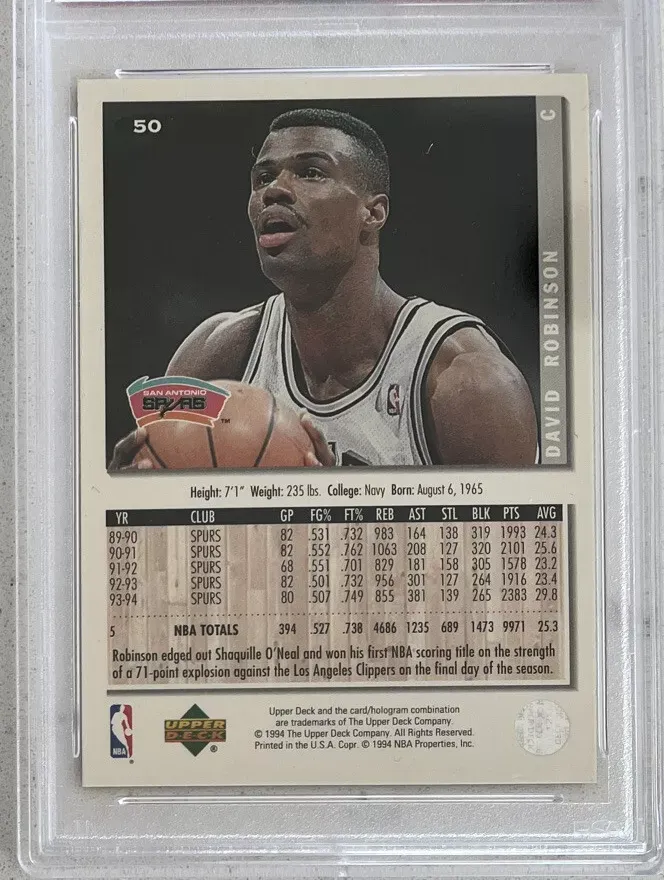 50
C
DAVID ROBINSON
SAN ANTONIO
SPURS
TM
Height: 7'1" Weight: 235 lbs. College: Navy Born: August 6, 1965
YR CLUB GP FG% FT% REB AST STL BLK PTS AVG
89-90 SPURS 82 .531 .732 983 164 138 319 1993 24.3
90-91 SPURS 82 .552 .762 1063 208 127 320 2101 25.6
91-92 SPURS 68 .551 .701 829 181 158 305 1578 23.2
92-93 SPURS 82 .501 .732 956 301 127 264 1916 23.4
93-94 SPURS 80 .507 .749 855 381 139 265 2383 29.8
5 NBA TOTALS 394 .527 .738 4686 1235 689 1473 9971 25.3
Robinson edged out Shaquille O'Neal and won his first NBA scoring title on the strength
of a 71-point explosion against the Los Angeles Clippers on the final day of the season.
NBA ®
UPPER
DECK ®
Upper Deck and the card/hologram combination
are trademarks of The Upper Deck Company.
© 1994 The Upper Deck Company. All Rights Reserved.
Printed in the U.S.A. Copr. © 1994 NBA Properties, Inc.